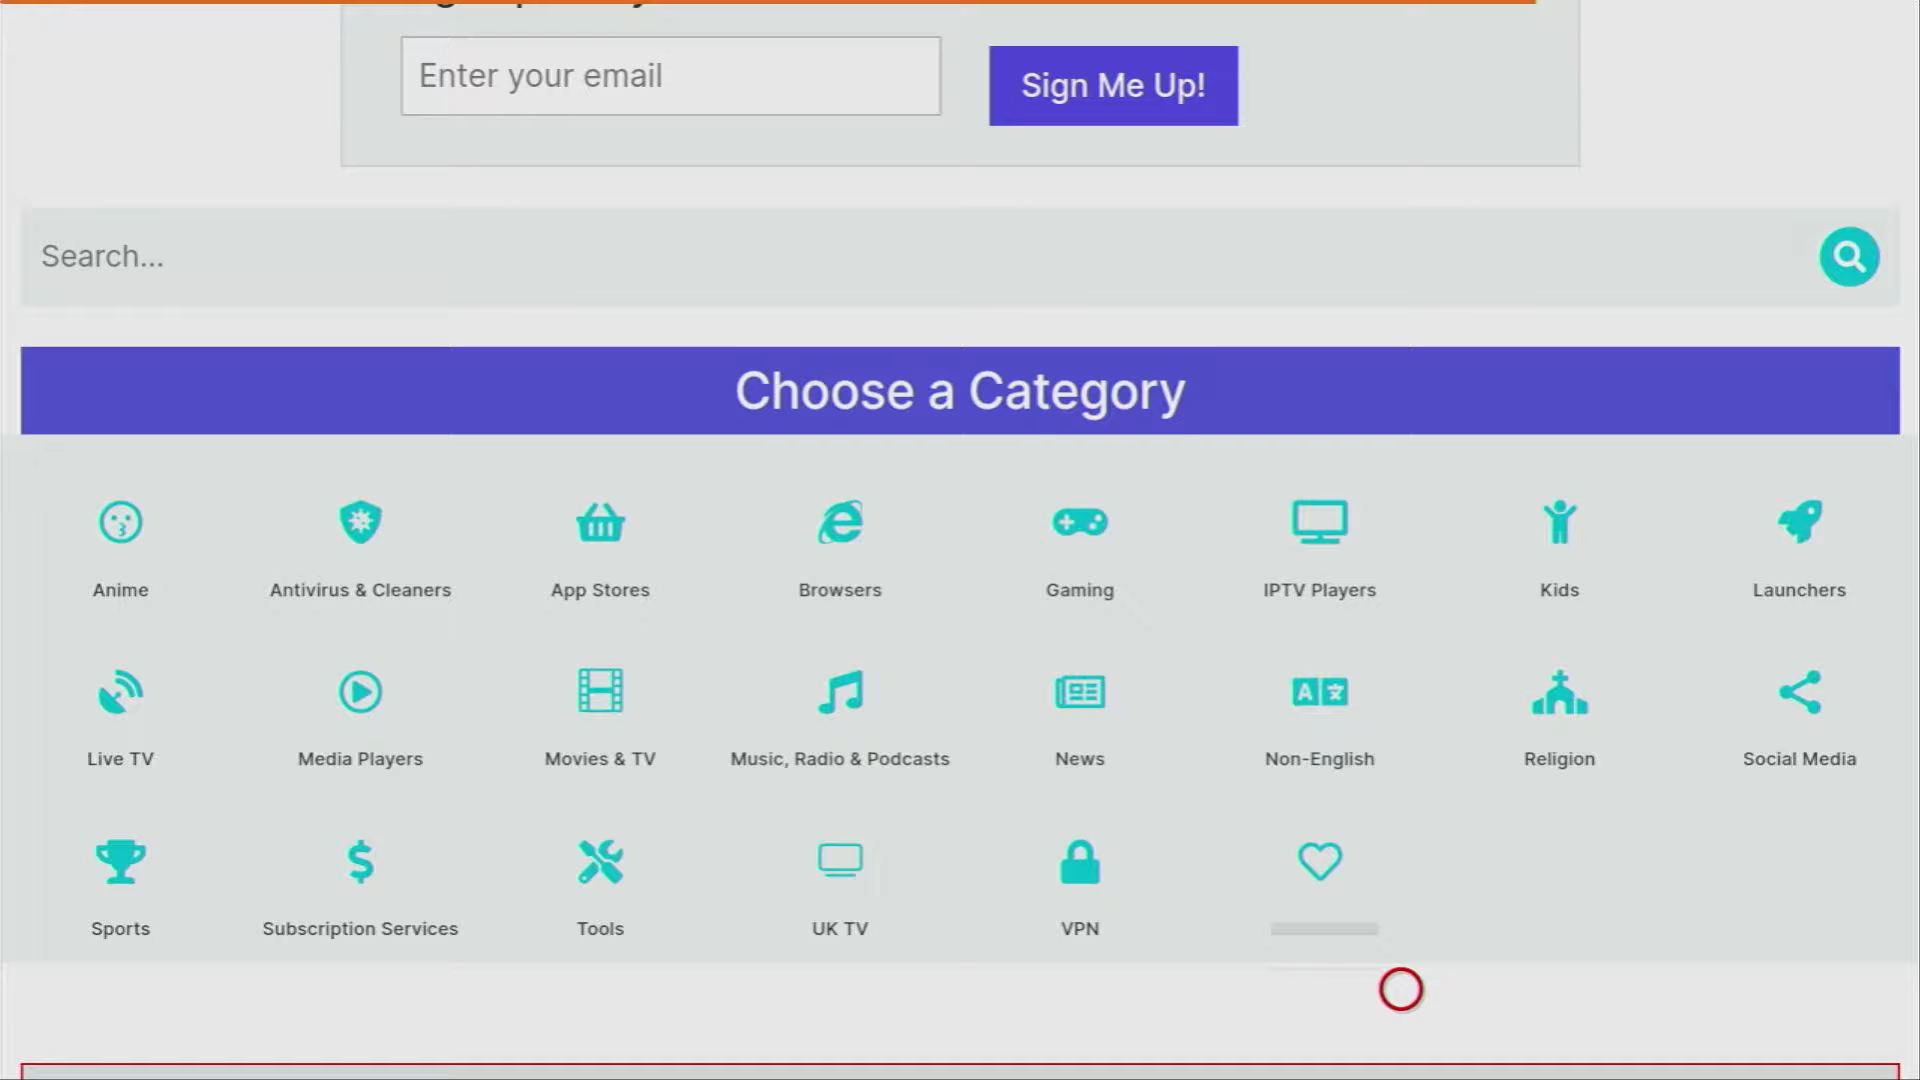 Enter your email
Sign Me Up!
Search...
Choose a Category
Anime
Antivirus & Cleaners
App Stores
Browsers
Gaming
IPTV Players
Kids
Launchers
Live TV
Media Players
Movies & TV
Music, Radio & Podcasts
News
Non-English
Religion
Social Media
Sports
Subscription Services
Tools
UK TV
VPN